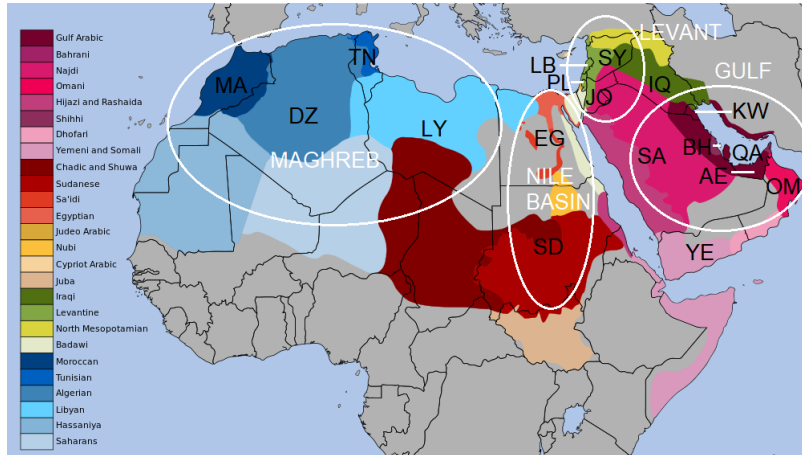 Gulf Arabic
Bahrani
Najdi
Omani
Hijazi and Rashaida
Shihhi
Dhofari
Yemeni and Somali
Chadic and Shuwa
Sudanese
Sa'idi
Egyptian
Judeo Arabic
Nubi
Cypriot Arabic
Juba
Iraqi
Levantine
North Mesopotamian
Badawi
Moroccan
Tunisian
Algerian
Libyan
Hassaniya
Saharans
LEVANT
TN
SY
LB
GULF
MA
PL
IQ
JO
DZ
KW
LY
EG
BH
QA
MAGHREB
SA
NILE
AE
OM
BASIN
SD
YE